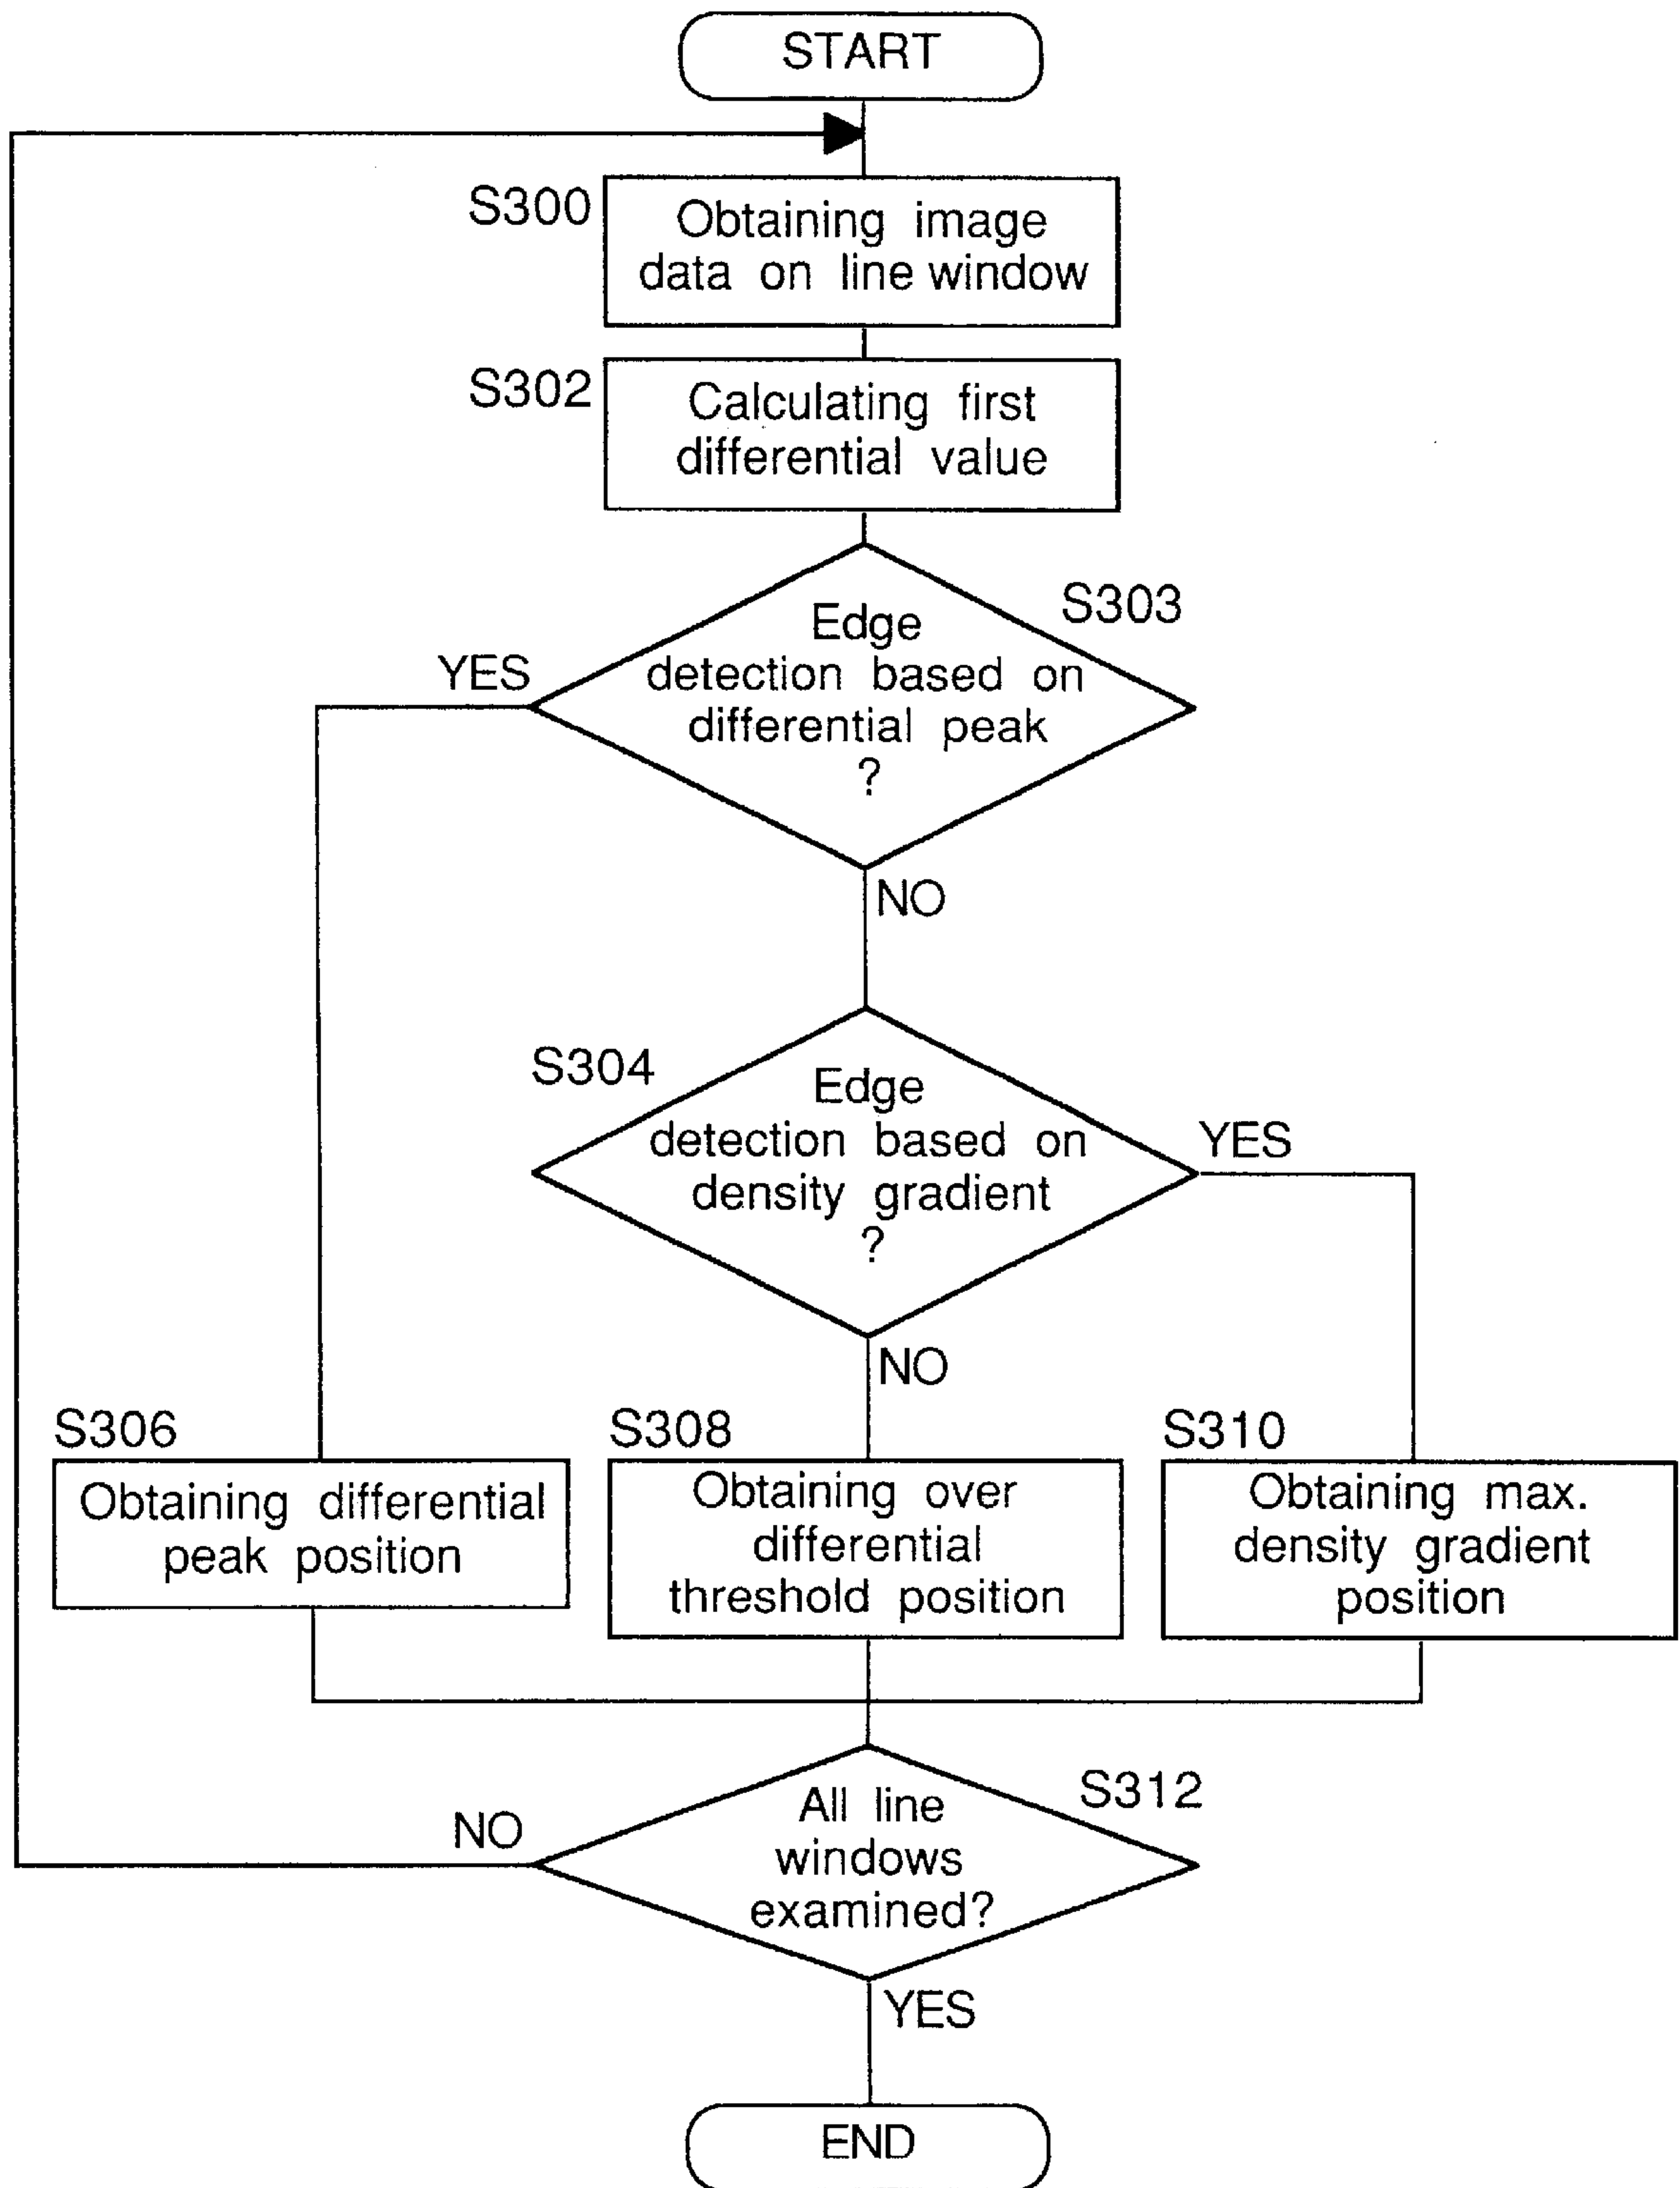 START
S300
Obtaining image
data on line window
S302
Calculating first
differential value
S303
Edge
detection based on
differential peak
?
YES
NO
S304
Edge
detection based on
density gradient
?
YES
NO
S306
Obtaining differential
peak position
S308
Obtaining over
differential
threshold position
S310
Obtaining max.
density gradient
position
S312
All line
windows
examined?
NO
YES
END